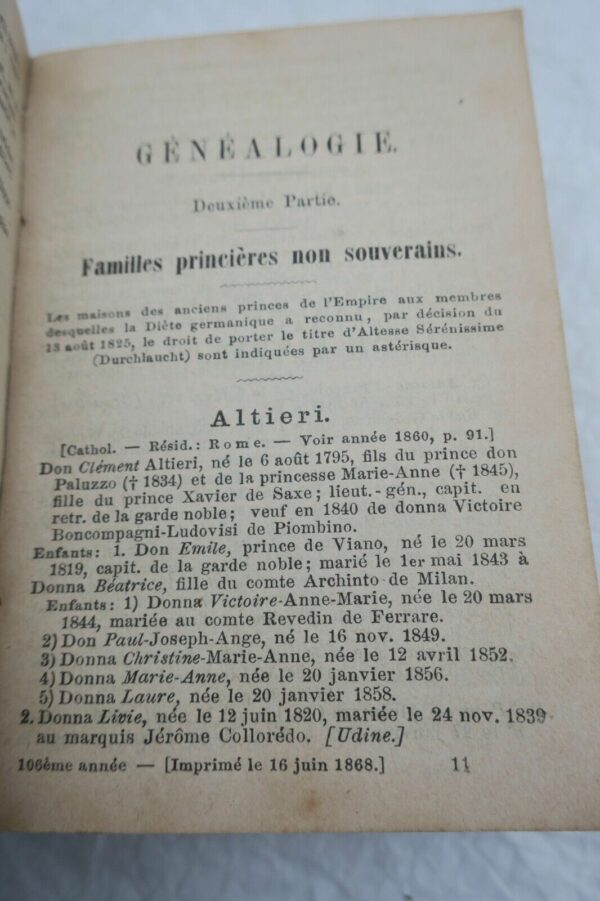 GÉNÉALOGIE.
Deuxième Partie.
Familles princières non souverains.
Les maisons des anciens princes de l'Empire aux membres
desquelles la Diète germanique a reconnu, par décision du
13 août 1825, le droit de porter le titre d'Altesse Sérénissime
(Durchlaucht) sont indiquées par un astérisque.
Altieri.
[Cathol. — Résid.: Rome. — Voir année 1860, p. 91.]
Don Clément Altieri, né le 6 août 1795, fils du prince don
Paluzzo († 1834) et de la princesse Marie-Anne († 1845),
fille du prince Xavier de Saxe; lieut.-gén., capit. en
retr. de la garde noble; veuf en 1840 de donna Victoire
Boncompagni-Ludovisi de Piombino.
Enfants: 1. Don Emile, prince de Viano, né le 20 mars
1819, capit. de la garde noble; marié le 1er mai 1843 à
Donna Béatrice, fille du comte Archinto de Milan.
Enfants: 1) Donna Victoire-Anne-Marie, née le 20 mars
1844, mariée au comte Revedin de Ferrare.
2) Don Paul-Joseph-Ange, né le 16 nov. 1849.
3) Donna Christine-Marie-Anne, née le 12 avril 1852.
4) Donna Marie-Anne, née le 20 janvier 1856.
5) Donna Laure, née le 20 janvier 1858.
2. Donna Livie, née le 12 juin 1820, mariée le 24 nov. 1839
au marquis Jérôme Collorédo. [Udine.]
106ème année — [Imprimé le 16 juin 1868.] 11